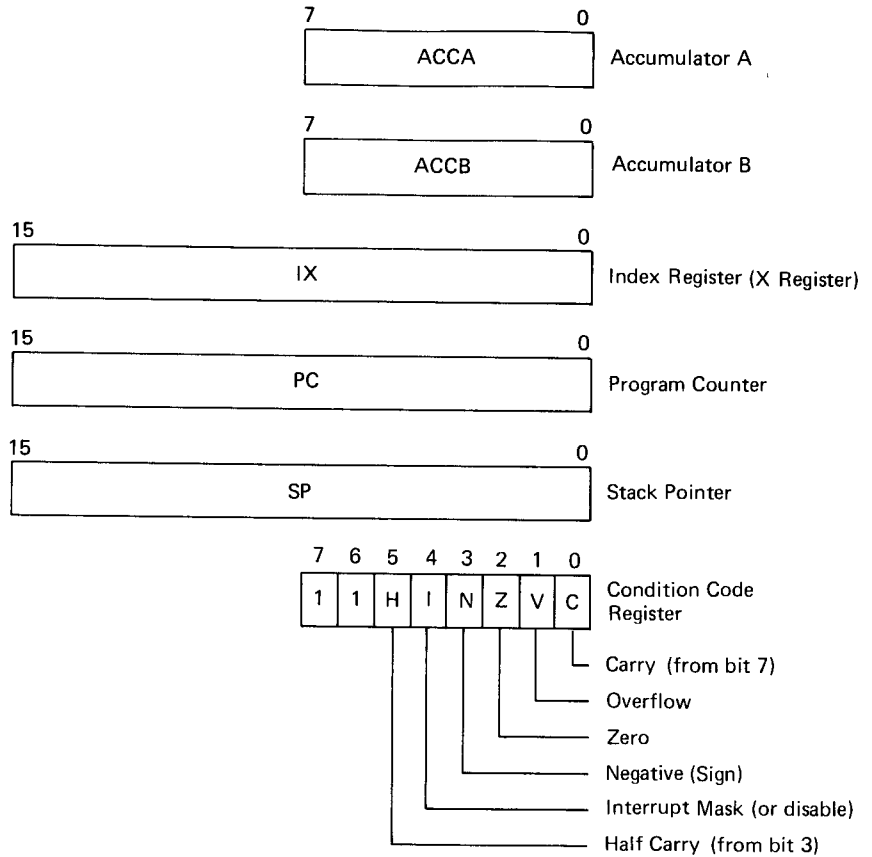 7 0
ACCA Accumulator A
7 0
ACCB Accumulator B
15 0
IX Index Register (X Register)
15 0
PC Program Counter
15 0
SP Stack Pointer
7 6 5 4 3 2 1 0
1 1 H I N Z V C Condition Code
Register
Carry (from bit 7)
Overflow
Zero
Negative (Sign)
Interrupt Mask (or disable)
Half Carry (from bit 3)